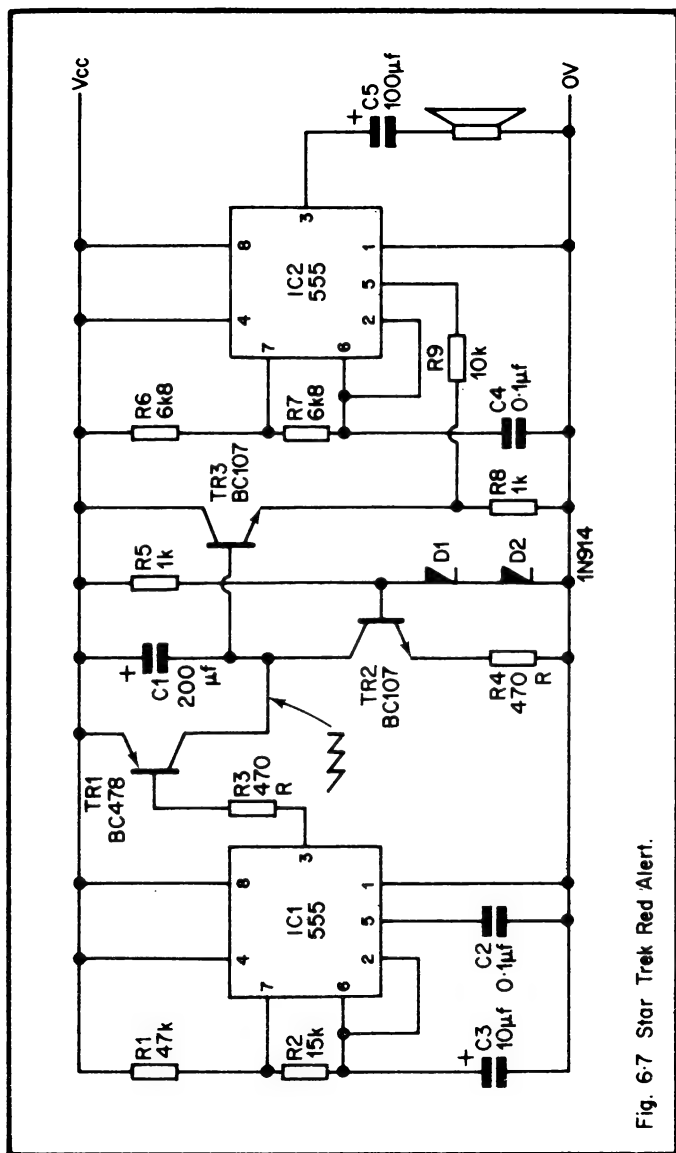 Vcc
R1
47k
R2
15k
C3
+
10µf
7
6
4
8
IC1
555
2
5
1
3
C2
0·1µf
R3
470
R
TR1
BC478
+
C1
200
µf
TR2
BC107
R4
470
R
R5
1k
D1
D2
1N914
TR3
BC107
R8
1k
R9
10k
R6
6k8
R7
6k8
C4
0·1µf
7
6
4
8
IC2
555
2
5
1
3
+
C5
100µf
0V
Fig. 6·7 Star Trek Red Alert.